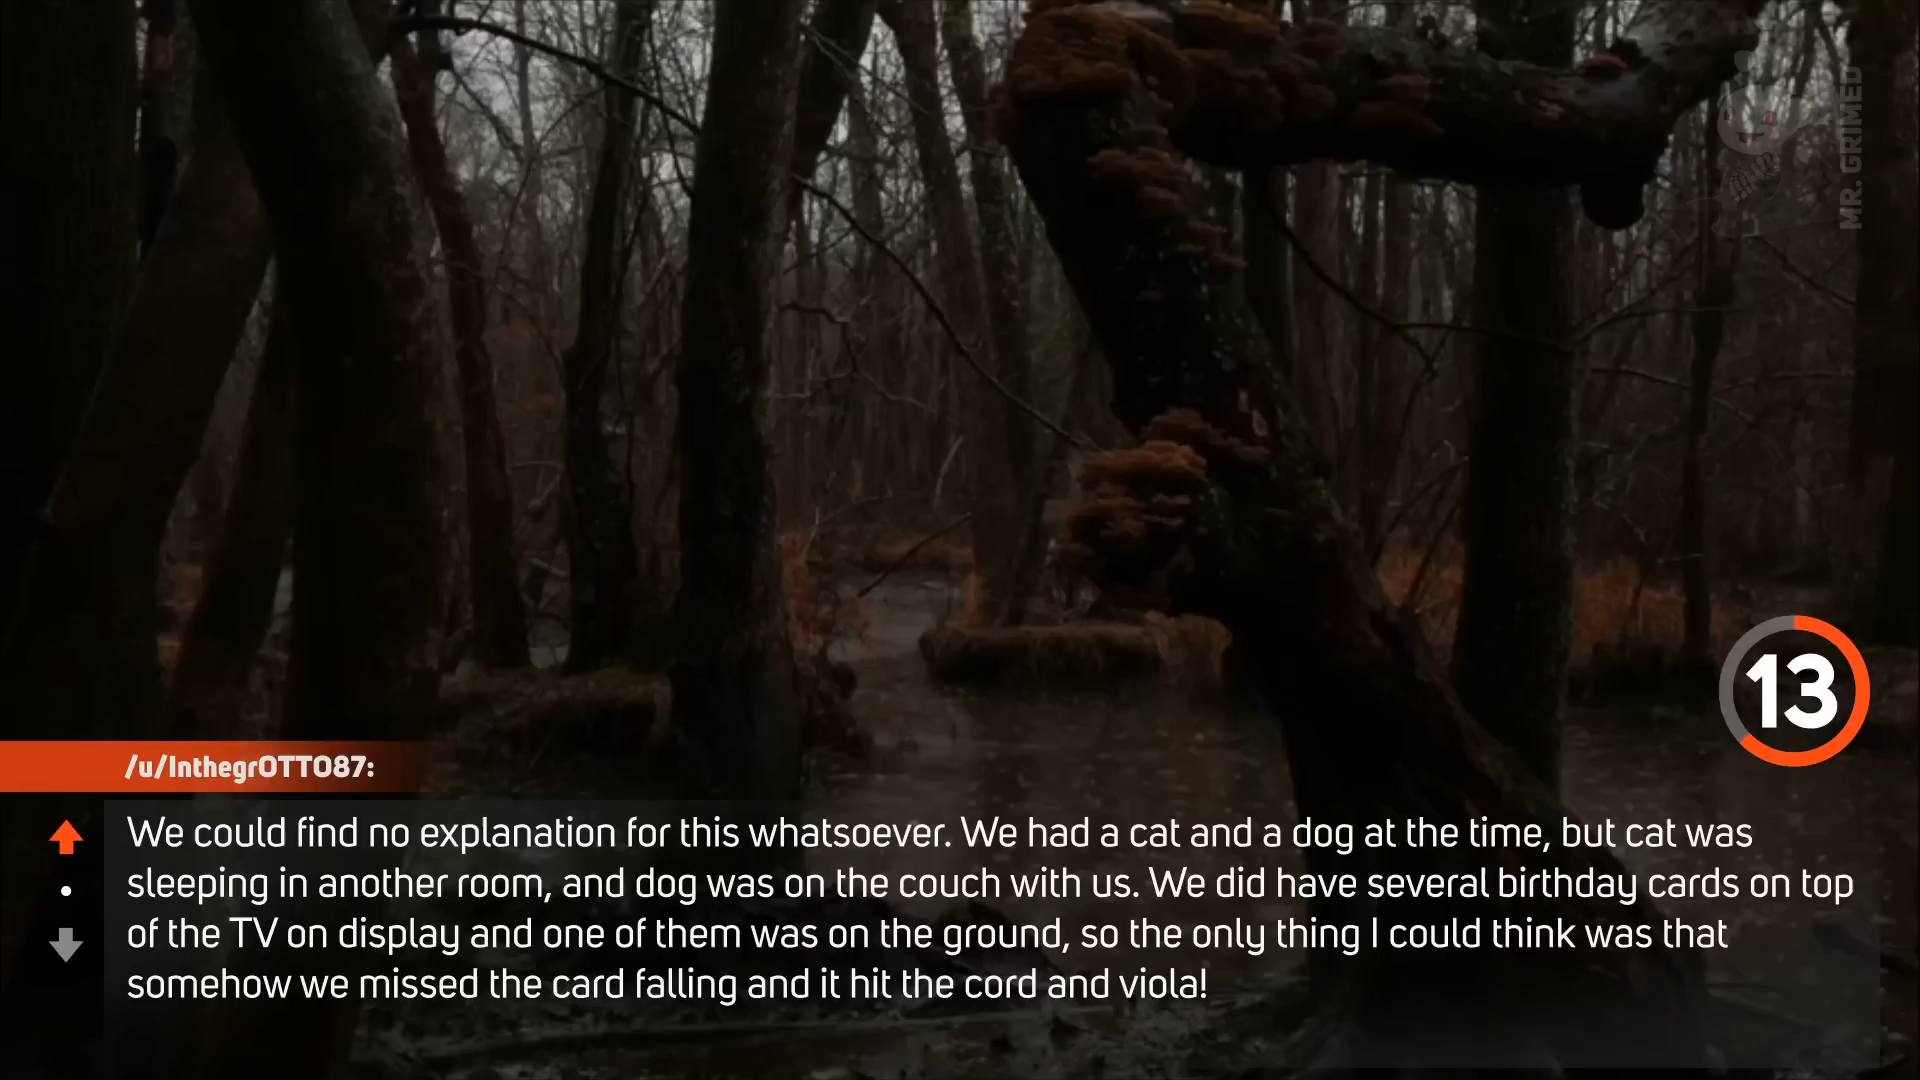 MR. GRIMED
13
/u/InthegrOTTO87:
We could find no explanation for this whatsoever. We had a cat and a dog at the time, but cat was
sleeping in another room, and dog was on the couch with us. We did have several birthday cards on top
of the TV on display and one of them was on the ground, so the only thing I could think was that
somehow we missed the card falling and it hit the cord and viola!